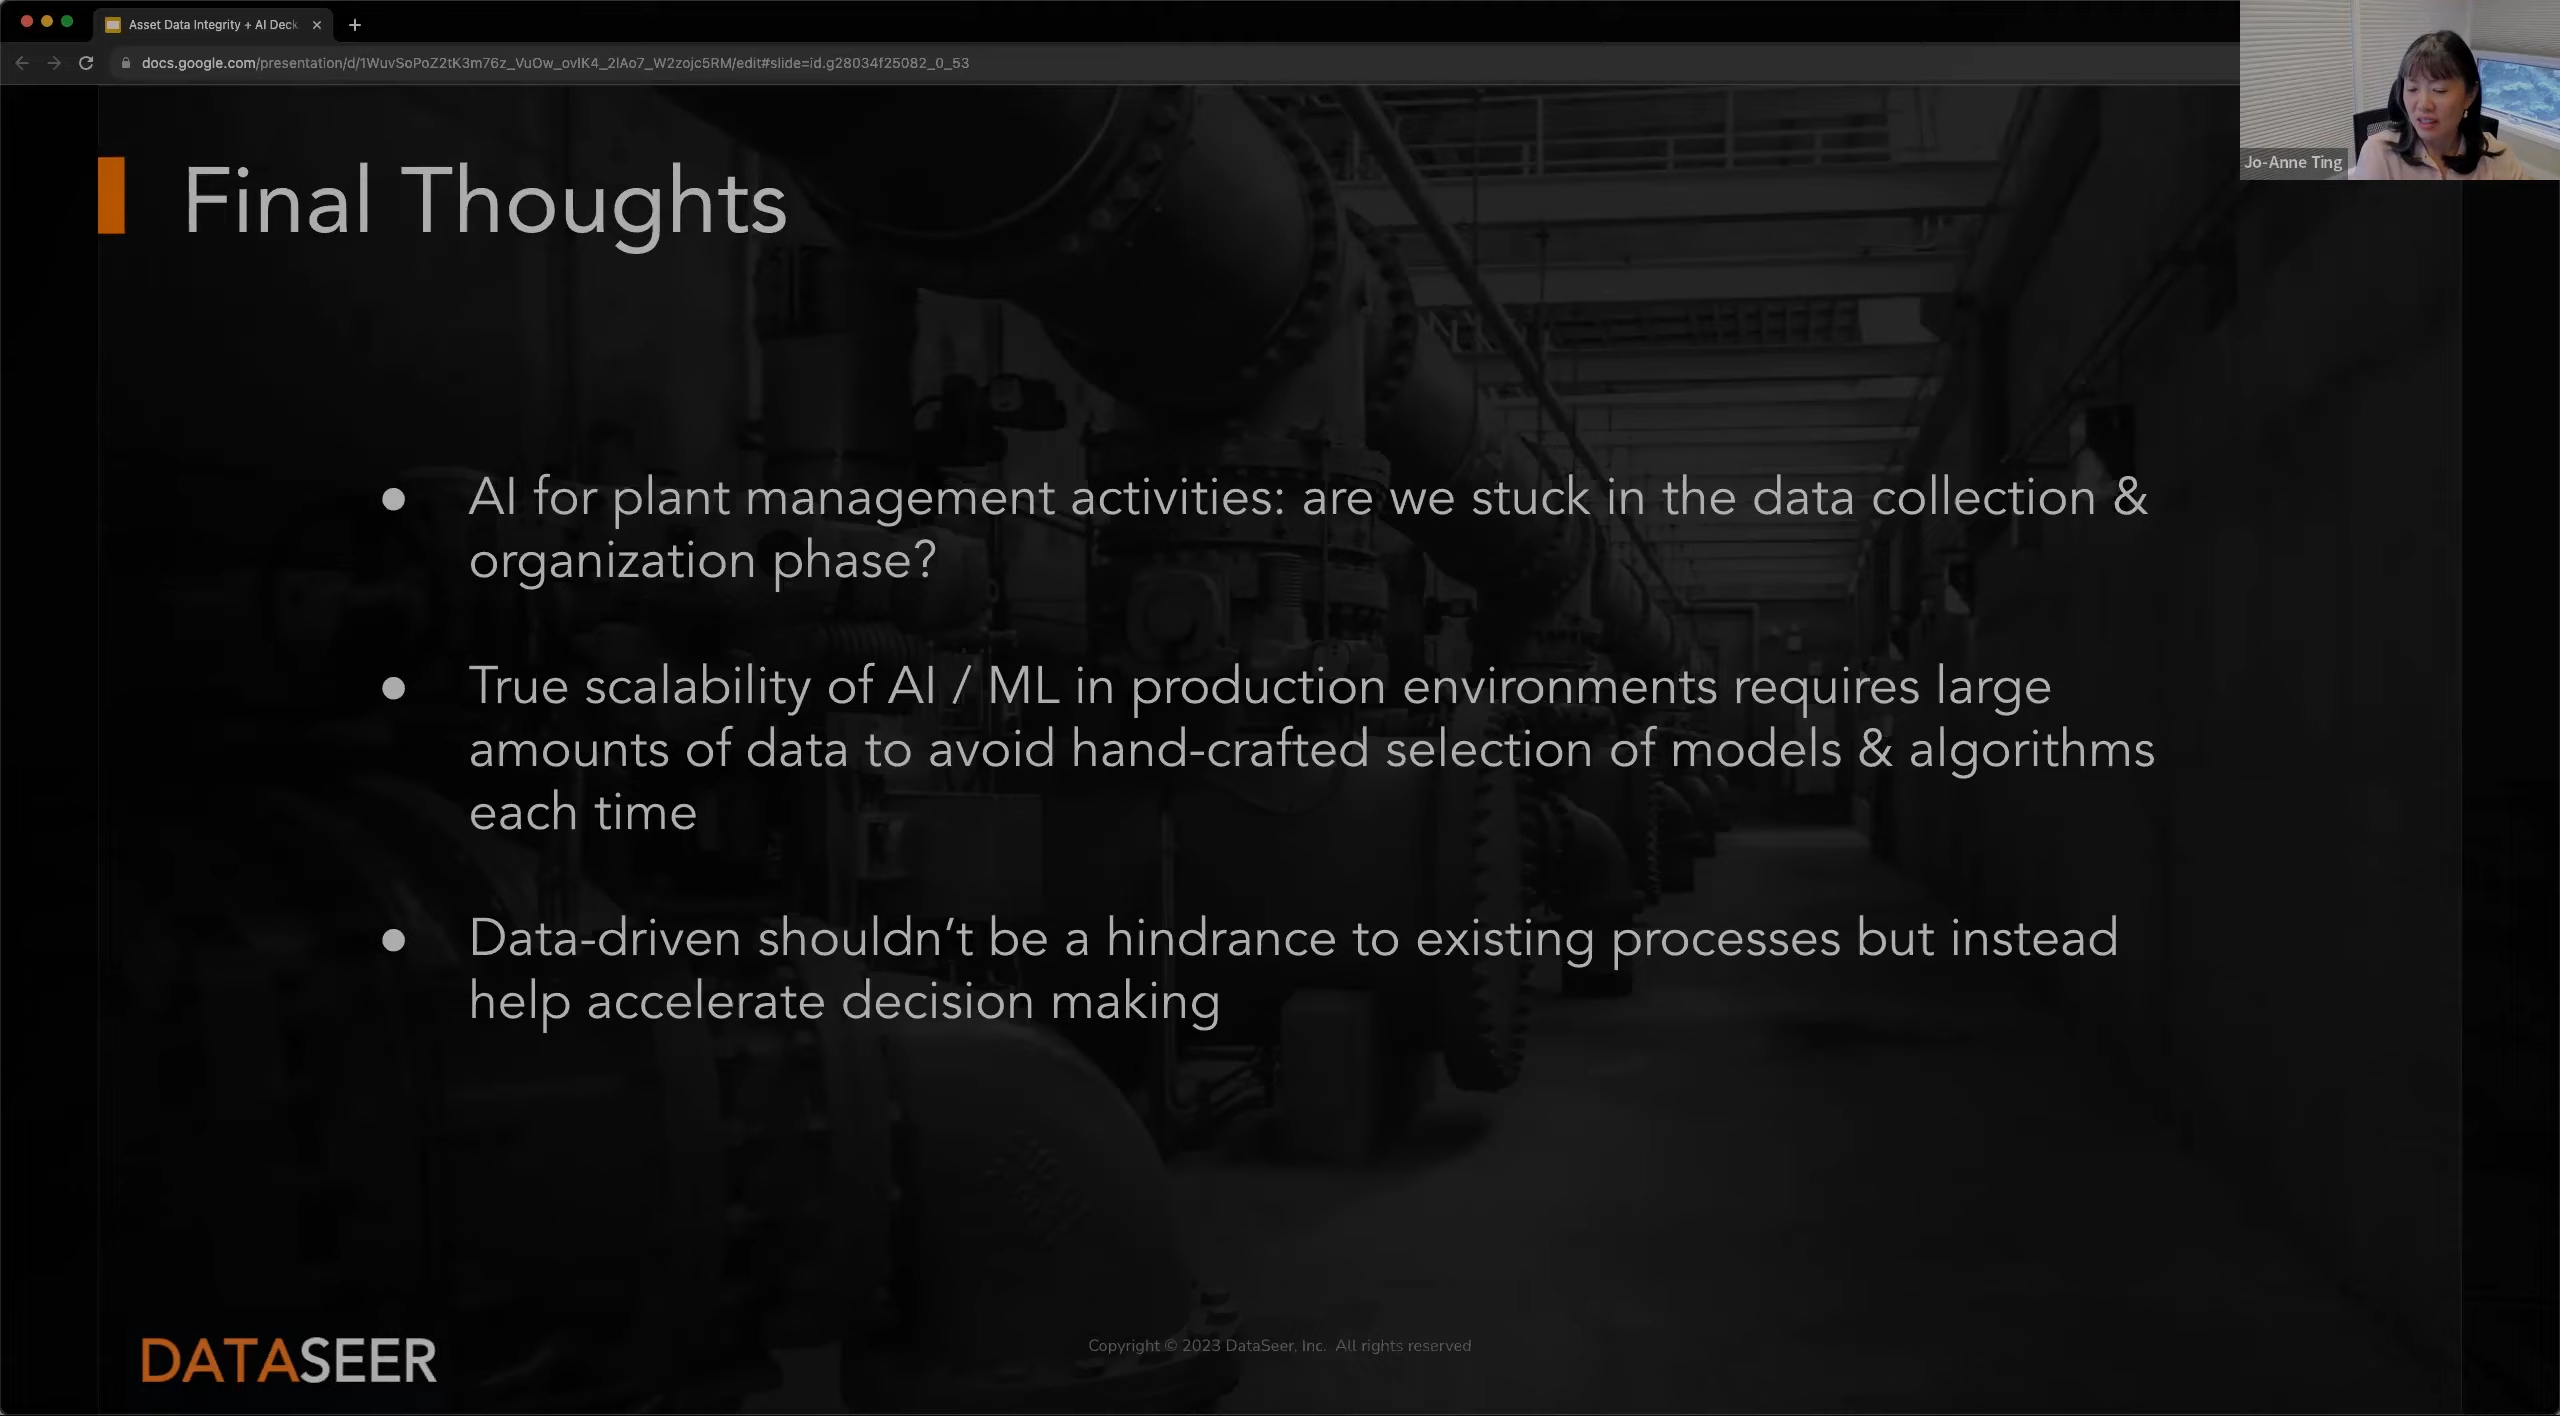 Asset Data Integrity + AI Deck
docs.google.com/presentation/d/1WuvSoPoZ2tK3m76z_VuOw_ovlK4_2lAo7_W2zojc5RM/edit#slide=id.g28034f25082_0_53
Jo-Anne Ting
Final Thoughts
● AI for plant management activities: are we stuck in the data collection &
organization phase?
● True scalability of AI / ML in production environments requires large
amounts of data to avoid hand-crafted selection of models & algorithms
each time
● Data-driven shouldn’t be a hindrance to existing processes but instead
help accelerate decision making
DATASEER
Copyright © 2023 DataSeer, Inc. All rights reserved